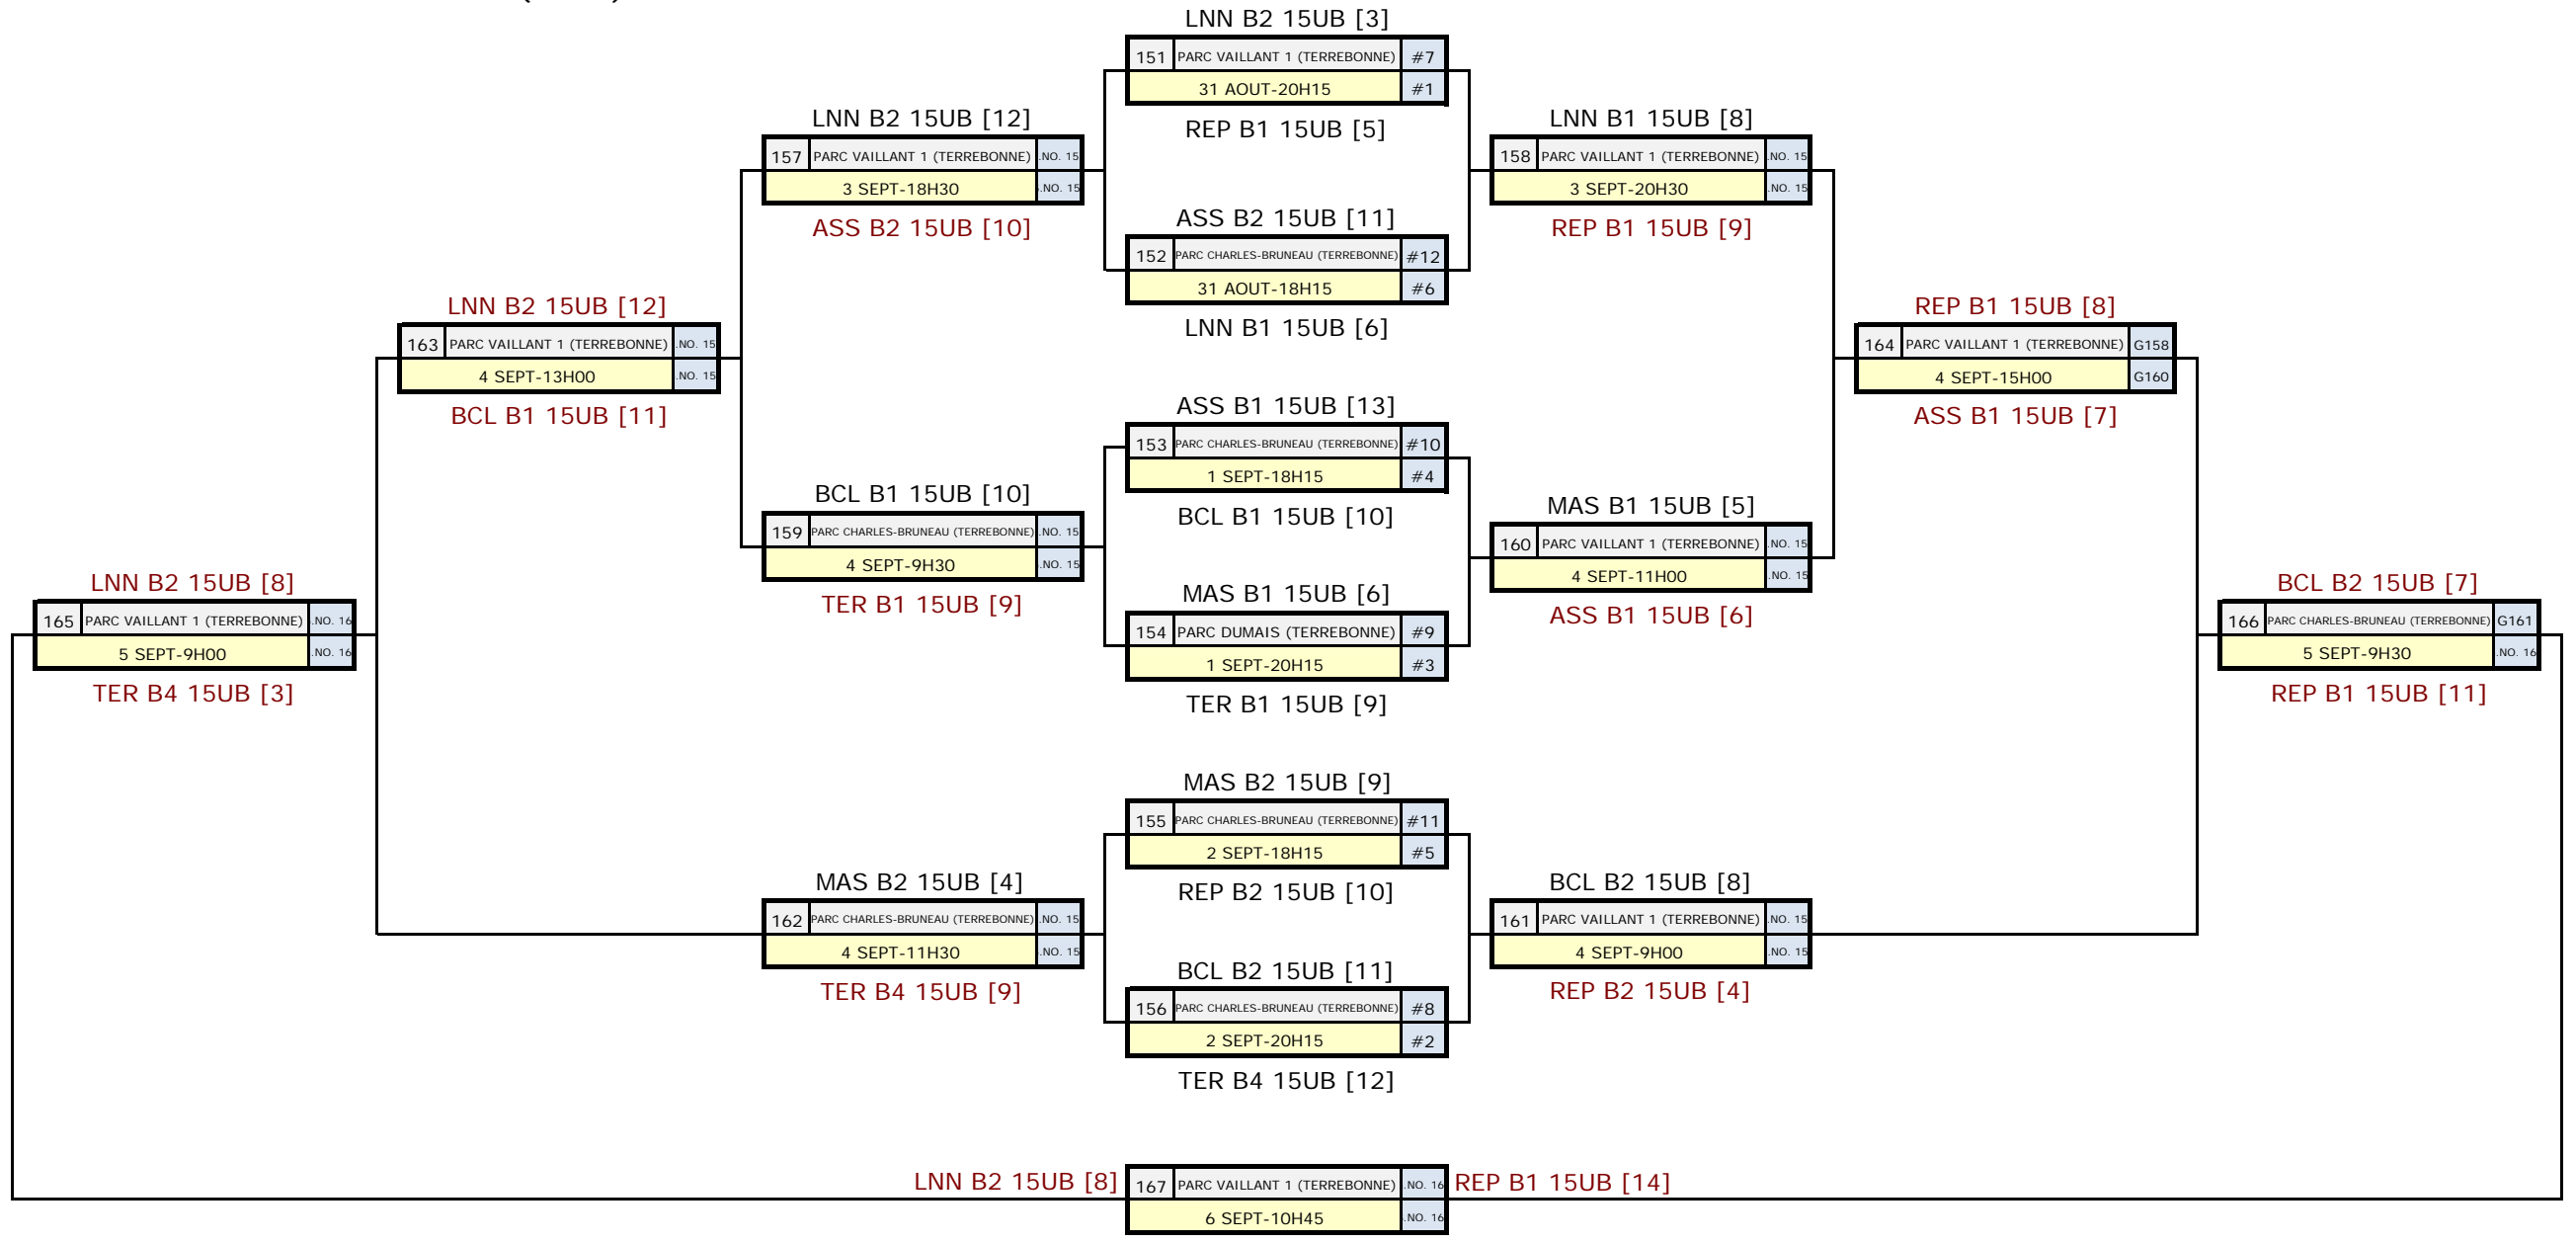 LNN B2 15UB [3]
151 PARC VAILLANT 1 (TERREBONNE) #7
31 AOUT-20H15 #1
REP B1 15UB [5]
LNN B2 15UB [12]
157 PARC VAILLANT 1 (TERREBONNE) .NO. 15
3 SEPT-18H30 .NO. 15
ASS B2 15UB [10]
LNN B1 15UB [8]
158 PARC VAILLANT 1 (TERREBONNE) .NO. 15
3 SEPT-20H30 .NO. 15
REP B1 15UB [9]
ASS B2 15UB [11]
152 PARC CHARLES-BRUNEAU (TERREBONNE) #12
31 AOUT-18H15 #6
LNN B1 15UB [6]
LNN B2 15UB [12]
163 PARC VAILLANT 1 (TERREBONNE) .NO. 15
4 SEPT-13H00 .NO. 15
BCL B1 15UB [11]
REP B1 15UB [8]
164 PARC VAILLANT 1 (TERREBONNE) G158
4 SEPT-15H00 G160
ASS B1 15UB [7]
ASS B1 15UB [13]
153 PARC CHARLES-BRUNEAU (TERREBONNE) #10
1 SEPT-18H15 #4
BCL B1 15UB [10]
BCL B1 15UB [10]
159 PARC CHARLES-BRUNEAU (TERREBONNE) .NO. 15
4 SEPT-9H30 .NO. 15
TER B1 15UB [9]
MAS B1 15UB [5]
160 PARC VAILLANT 1 (TERREBONNE) .NO. 15
4 SEPT-11H00 .NO. 15
ASS B1 15UB [6]
LNN B2 15UB [8]
165 PARC VAILLANT 1 (TERREBONNE) .NO. 16
5 SEPT-9H00 .NO. 16
TER B4 15UB [3]
MAS B1 15UB [6]
154 PARC DUMAIS (TERREBONNE) #9
1 SEPT-20H15 #3
TER B1 15UB [9]
BCL B2 15UB [7]
166 PARC CHARLES-BRUNEAU (TERREBONNE) G161
5 SEPT-9H30 .NO. 16
REP B1 15UB [11]
MAS B2 15UB [9]
155 PARC CHARLES-BRUNEAU (TERREBONNE) #11
2 SEPT-18H15 #5
REP B2 15UB [10]
MAS B2 15UB [4]
162 PARC CHARLES-BRUNEAU (TERREBONNE) .NO. 15
4 SEPT-11H30 .NO. 15
TER B4 15UB [9]
BCL B2 15UB [8]
161 PARC VAILLANT 1 (TERREBONNE) .NO. 15
4 SEPT-9H00 .NO. 15
REP B2 15UB [4]
BCL B2 15UB [11]
156 PARC CHARLES-BRUNEAU (TERREBONNE) #8
2 SEPT-20H15 #2
TER B4 15UB [12]
LNN B2 15UB [8]
167 PARC VAILLANT 1 (TERREBONNE) .NO. 16
6 SEPT-10H45 .NO. 16
REP B1 15UB [14]